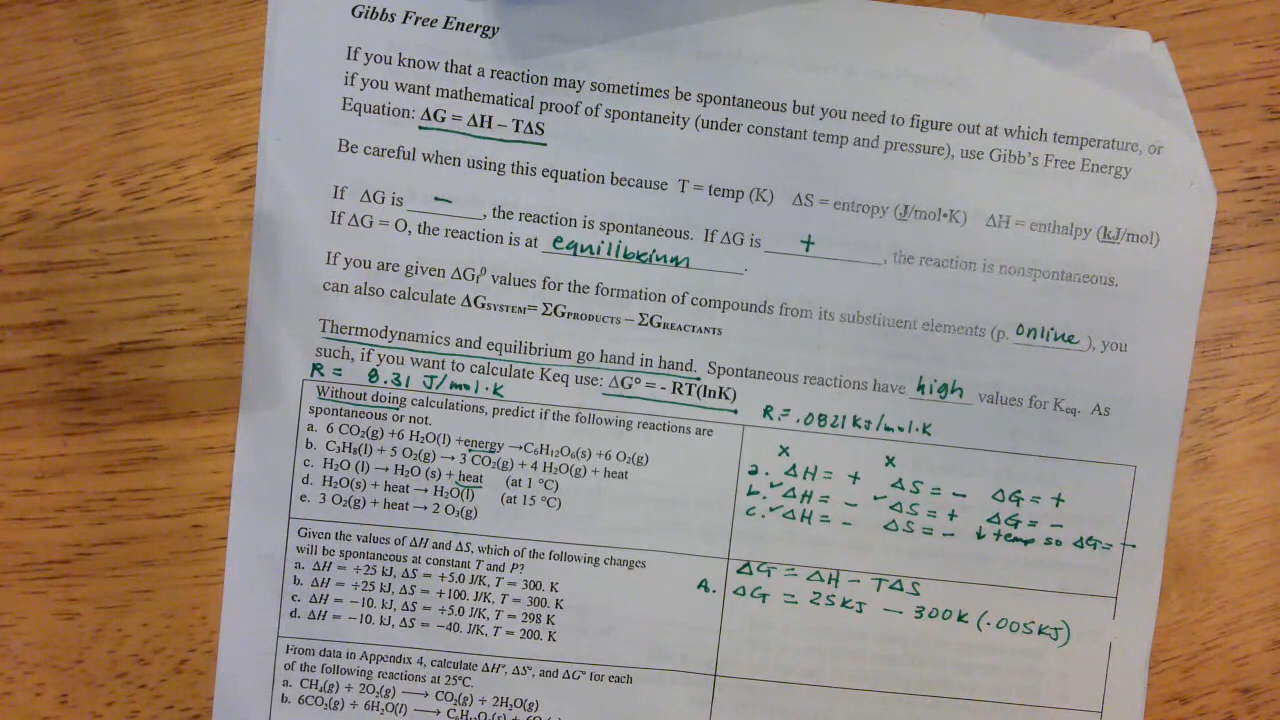 Gibbs Free Energy
If you know that a reaction may sometimes be spontaneous but you need to figure out at which temperature, or
if you want mathematical proof of spontaneity (under constant temp and pressure), use Gibb's Free Energy
Equation: ΔG = ΔH – TΔS
Be careful when using this equation because T = temp (K) ΔS = entropy (J/mol•K) ΔH = enthalpy (kJ/mol)
If ΔG is –, the reaction is spontaneous. If ΔG is +, the reaction is nonspontaneous.
If ΔG = O, the reaction is at equilibrium.
If you are given ΔGf⁰ values for the formation of compounds from its substituent elements (p. online), you
can also calculate ΔGSYSTEM= ΣGPRODUCTS – ΣGREACTANTS
Thermodynamics and equilibrium go hand in hand. Spontaneous reactions have high values for Keq. As
such, if you want to calculate Keq use: ΔG° = - RT(lnK)
R = 8.31 J/mol·K
R = .0821 KJ/mol·K
Without doing calculations, predict if the following reactions are
spontaneous or not.
a. 6 CO₂(g) +6 H₂O(l) +energy →C₆H₁₂O₆(s) +6 O₂(g)
b. C₃H₈(l) + 5 O₂(g) → 3 CO₂(g) + 4 H₂O(g) + heat
c. H₂O (l) → H₂O (s) + heat (at 1 °C)
d. H₂O(s) + heat → H₂O(l) (at 15 °C)
e. 3 O₂(g) + heat → 2 O₃(g)
x x
a. ΔH = + ΔS = – ΔG = +
b. ✓ΔH = – ✓ΔS = + ΔG = –
c. ✓ΔH = – ΔS = – ↓ temp so ΔG = –
Given the values of ΔH and ΔS, which of the following changes
will be spontaneous at constant T and P?
a. ΔH = +25 kJ, ΔS = +5.0 J/K, T = 300. K
b. ΔH = +25 kJ, ΔS = +100. J/K, T = 300. K
c. ΔH = −10. kJ, ΔS = +5.0 J/K, T = 298 K
d. ΔH = −10. kJ, ΔS = −40. J/K, T = 200. K
ΔG = ΔH – TΔS
A. ΔG = 25KJ – 300K (.005KJ)
From data in Appendix 4, calculate ΔH°, ΔS°, and ΔG° for each
of the following reactions at 25°C.
a. CH₄(g) + 2O₂(g) ⟶ CO₂(g) + 2H₂O(g)
b. 6CO₂(g) + 6H₂O(l) ⟶